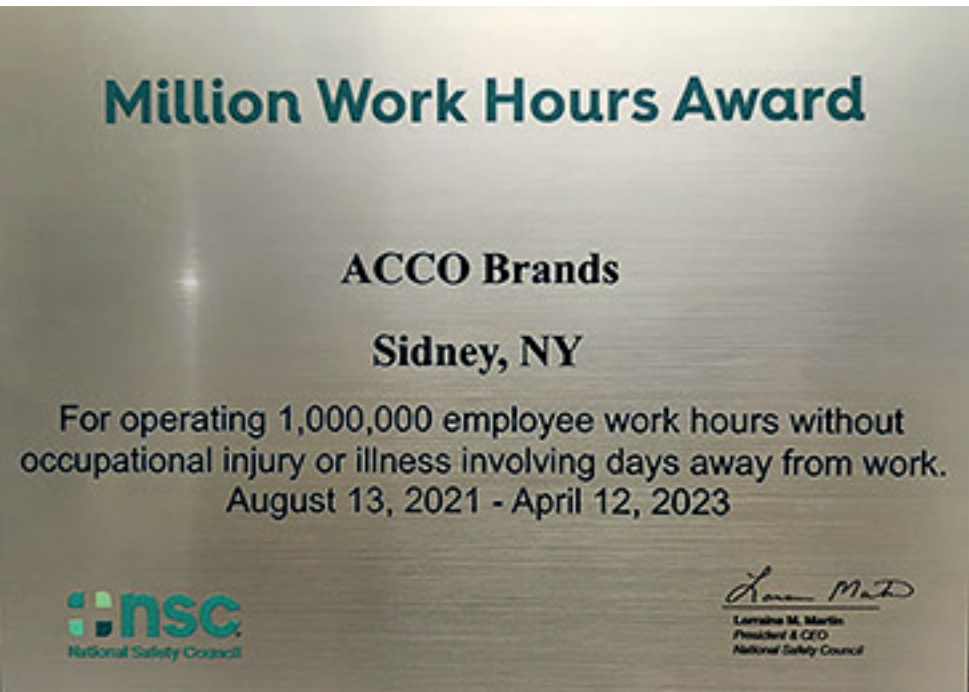 Million Work Hours Award
ACCO Brands
Sidney, NY
For operating 1,000,000 employee work hours without
occupational injury or illness involving days away from work.
August 13, 2021 - April 12, 2023
nsc
National Safety Council
Lorraine M. Martin
President & CEO
National Safety Council